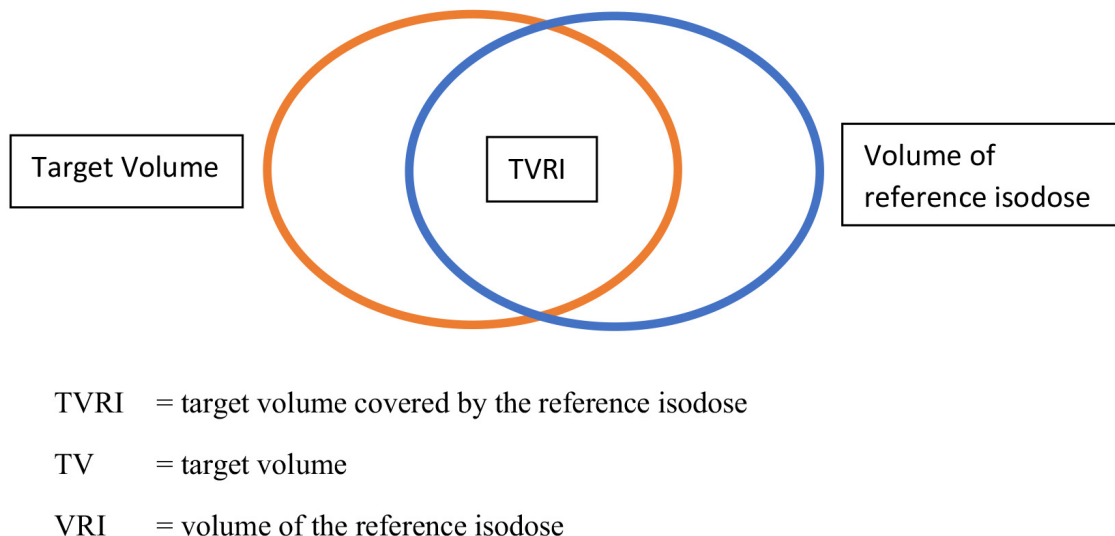 Target Volume
TVRI
Volume of
reference isodose
TVRI = target volume covered by the reference isodose
TV = target volume
VRI = volume of the reference isodose